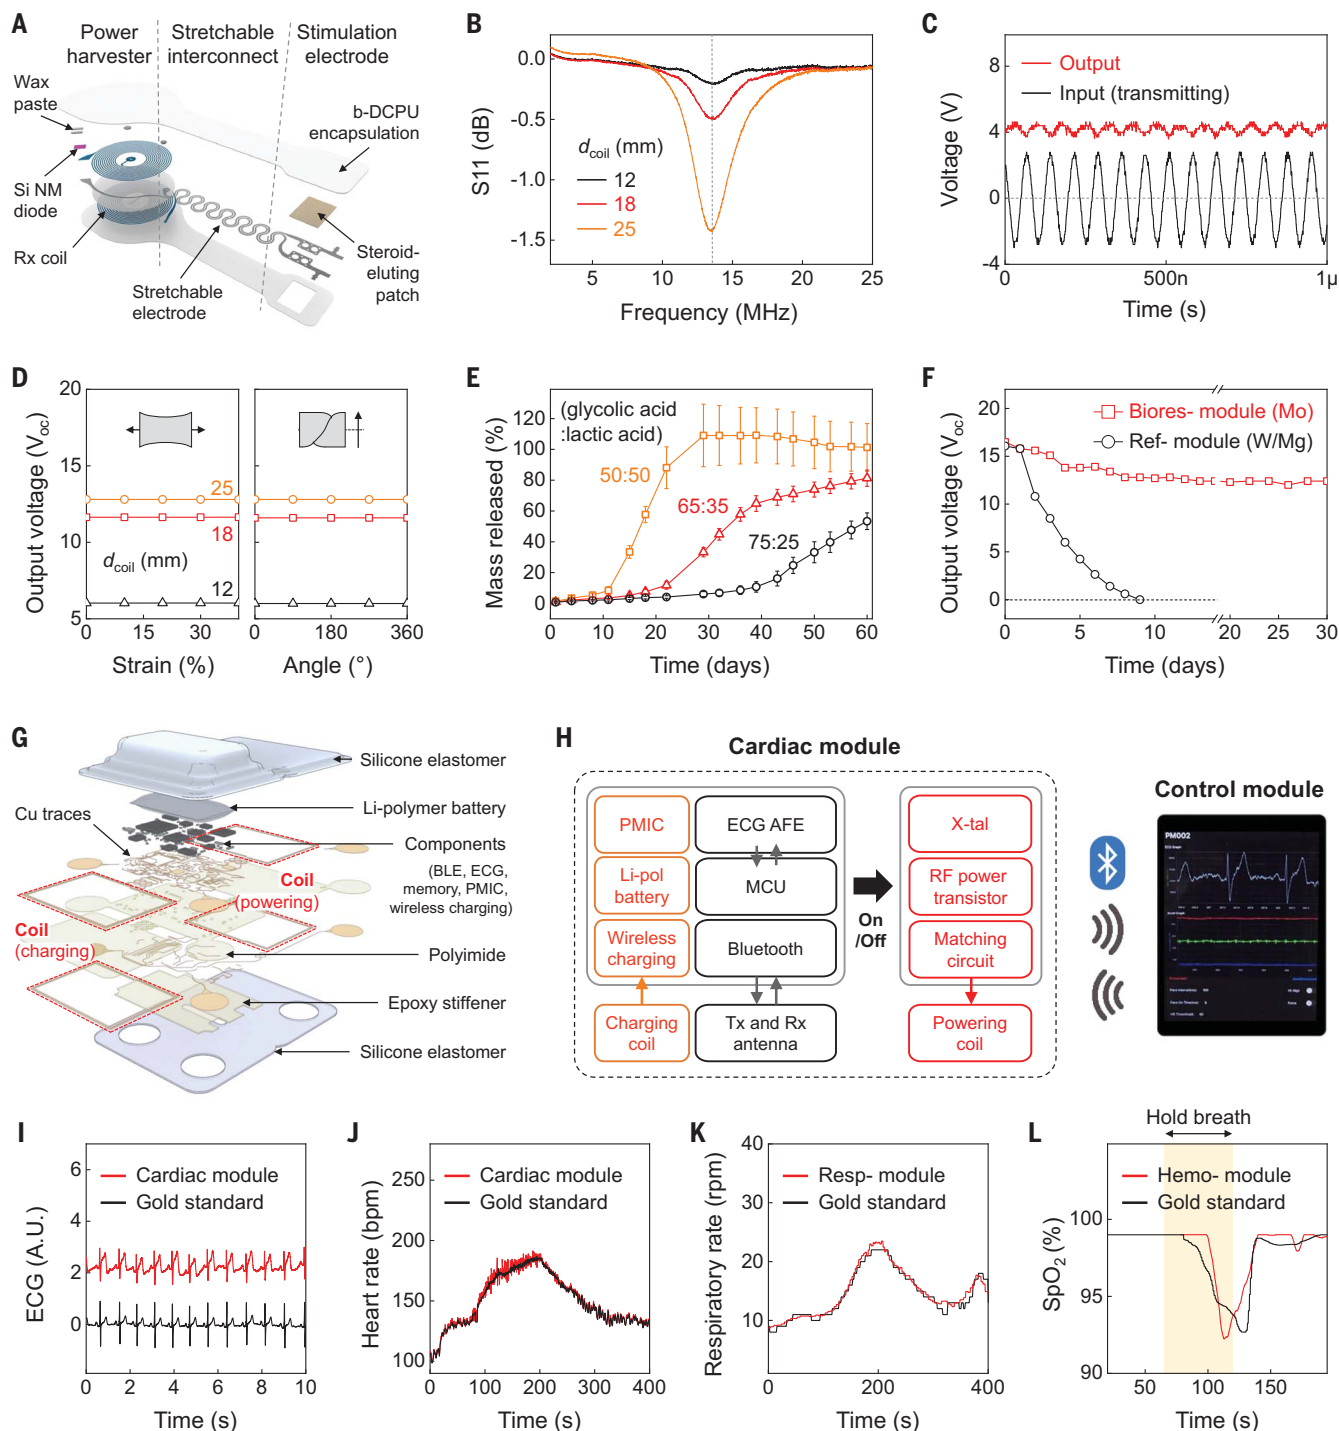 A
Power
harvester
Stretchable
interconnect
Stimulation
electrode
Wax
paste
b-DCPU
encapsulation
Si NM
diode
Rx coil
Stretchable
electrode
Steroid-
eluting
patch
B
S11 (dB)
0.0
-0.5
-1.0
-1.5
d coil (mm)
12
18
25
5 10 15 20 25
Frequency (MHz)
C
Voltage (V)
8
4
0
-4
Output
Input (transmitting)
0 500n 1μ
Time (s)
D
Output voltage (Voc)
20
15
10
5
25
18
d coil (mm)
12
0 15 30 0 180 360
Strain (%) Angle (°)
E
Mass released (%)
120
100
80
60
40
20
0
(glycolic acid
:lactic acid)
50:50
65:35
75:25
0 10 20 30 40 50 60
Time (days)
F
Output voltage (Voc)
20
15
10
5
0
Biores- module (Mo)
Ref- module (W/Mg)
0 5 10 20 25 30
Time (days)
G
Silicone elastomer
Li-polymer battery
Cu traces
Components
(BLE, ECG,
memory, PMIC,
wireless charging)
Coil
(powering)
Coil
(charging)
Polyimide
Epoxy stiffener
Silicone elastomer
H
Cardiac module
PMIC
ECG AFE
X-tal
Li-pol
battery
MCU
RF power
transistor
On
/Off
Wireless
charging
Bluetooth
Matching
circuit
Charging
coil
Tx and Rx
antenna
Powering
coil
Control module
PM002
I
ECG (A.U.)
6
4
2
0
Cardiac module
Gold standard
0 2 4 6 8 10
Time (s)
J
Heart rate (bpm)
250
200
150
100
Cardiac module
Gold standard
0 100 200 300 400
Time (s)
K
Respiratory rate (rpm)
40
30
20
10
Resp- module
Gold standard
0 200 400
Time (s)
L
Hold breath
SpO2 (%)
100
95
90
Hemo- module
Gold standard
50 100 150
Time (s)